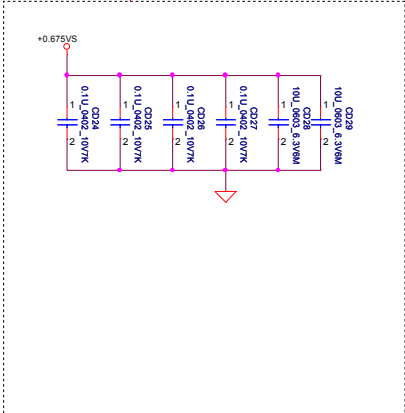 +0.675VS
1
2
CD24
0.1U_0402_10V7K
1
2
CD25
0.1U_0402_10V7K
1
2
CD26
0.1U_0402_10V7K
1
2
CD27
0.1U_0402_10V7K
1
2
CD28
10U_0603_6.3V6M
1
2
CD29
10U_0603_6.3V6M